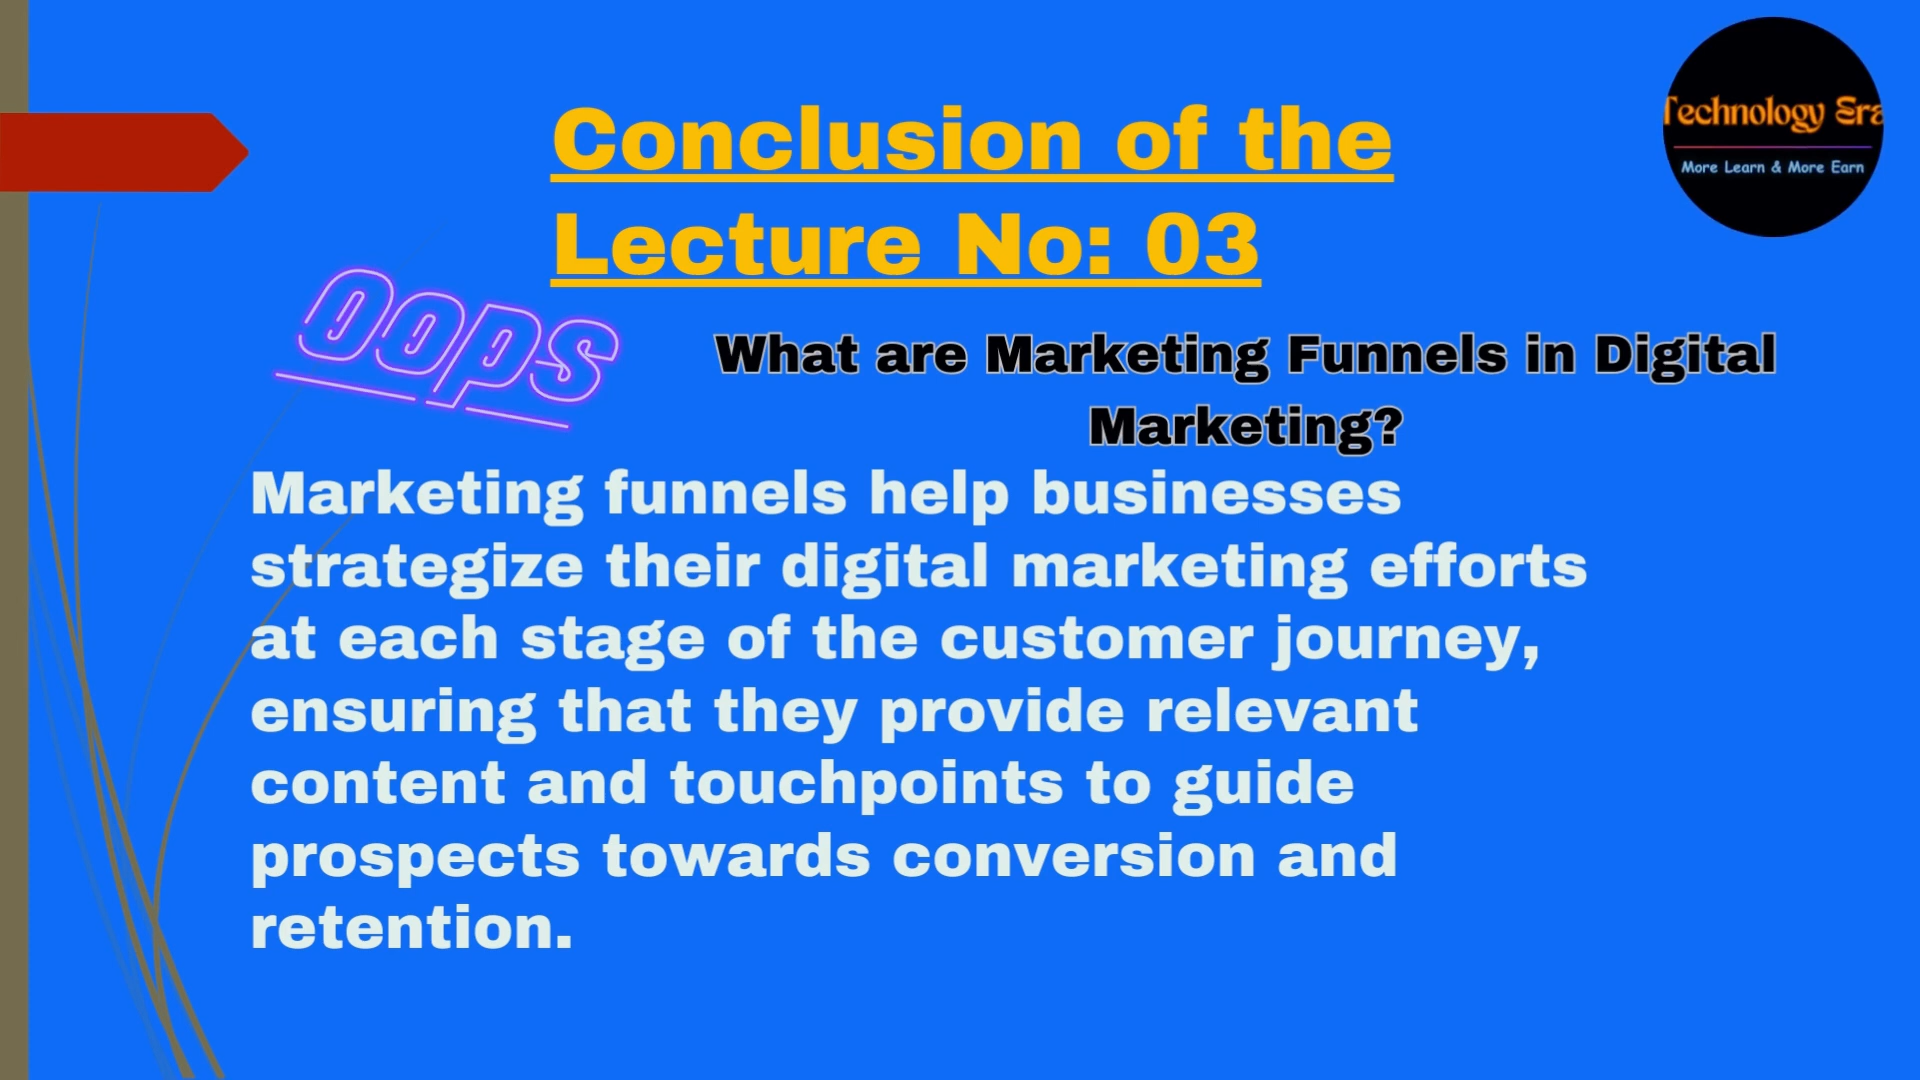 Technology Era
More Learn & More Earn
Conclusion of the
Lecture No: 03
Oops
What are Marketing Funnels in Digital
Marketing?
Marketing funnels help businesses
strategize their digital marketing efforts
at each stage of the customer journey,
ensuring that they provide relevant
content and touchpoints to guide
prospects towards conversion and
retention.